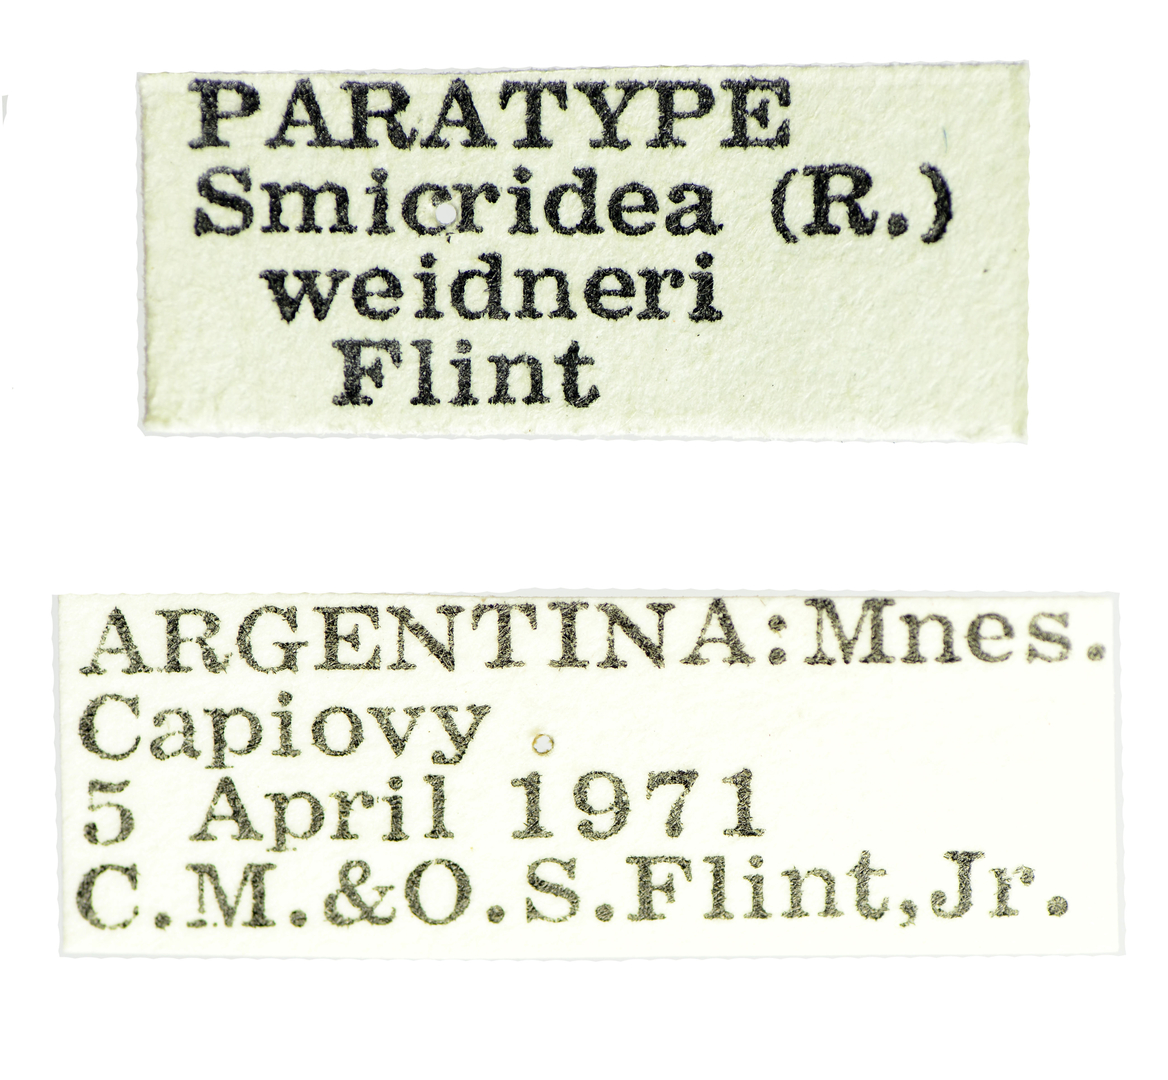 PARATYPE
Smicridea (R.)
weidneri
Flint
ARGENTINA:Mnes.
Capiovy
5 April 1971
C.M.&O.S.Flint,Jr.